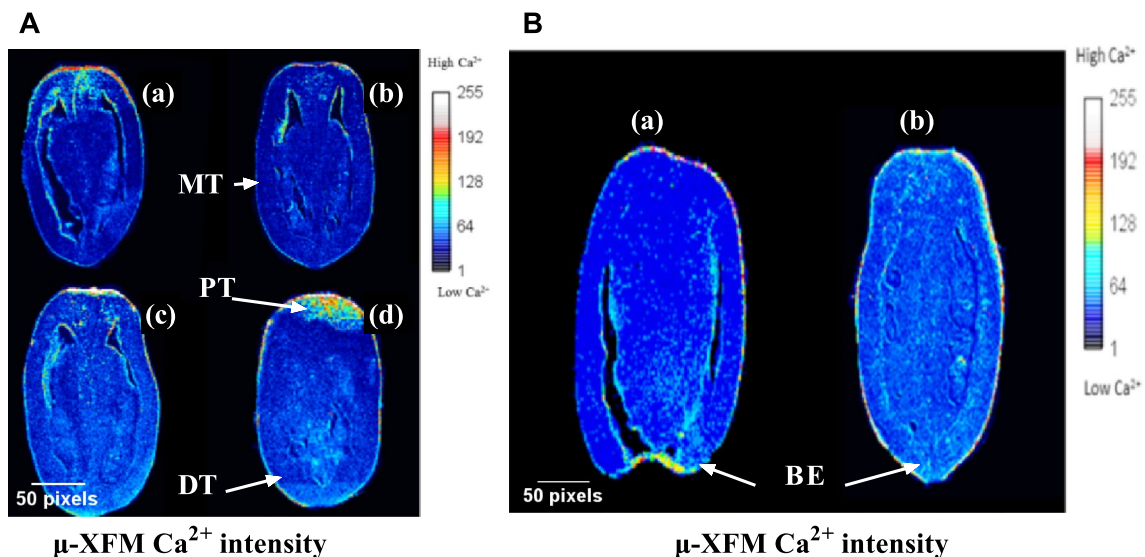 A
B
High Ca²⁺
255
192
128
64
1
Low Ca²⁺
(a)
(b)
MT
PT
(c)
(d)
DT
50 pixels
µ-XFM Ca²⁺ intensity
High Ca²⁺
255
192
128
64
1
Low Ca²⁺
(a)
(b)
BE
50 pixels
µ-XFM Ca²⁺ intensity